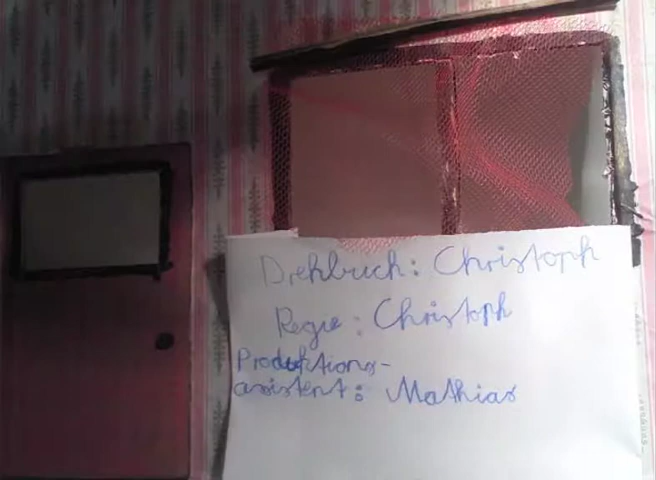 Drehbuch: Christoph
Regie: Christoph
Produktions-
assistent: Mathias